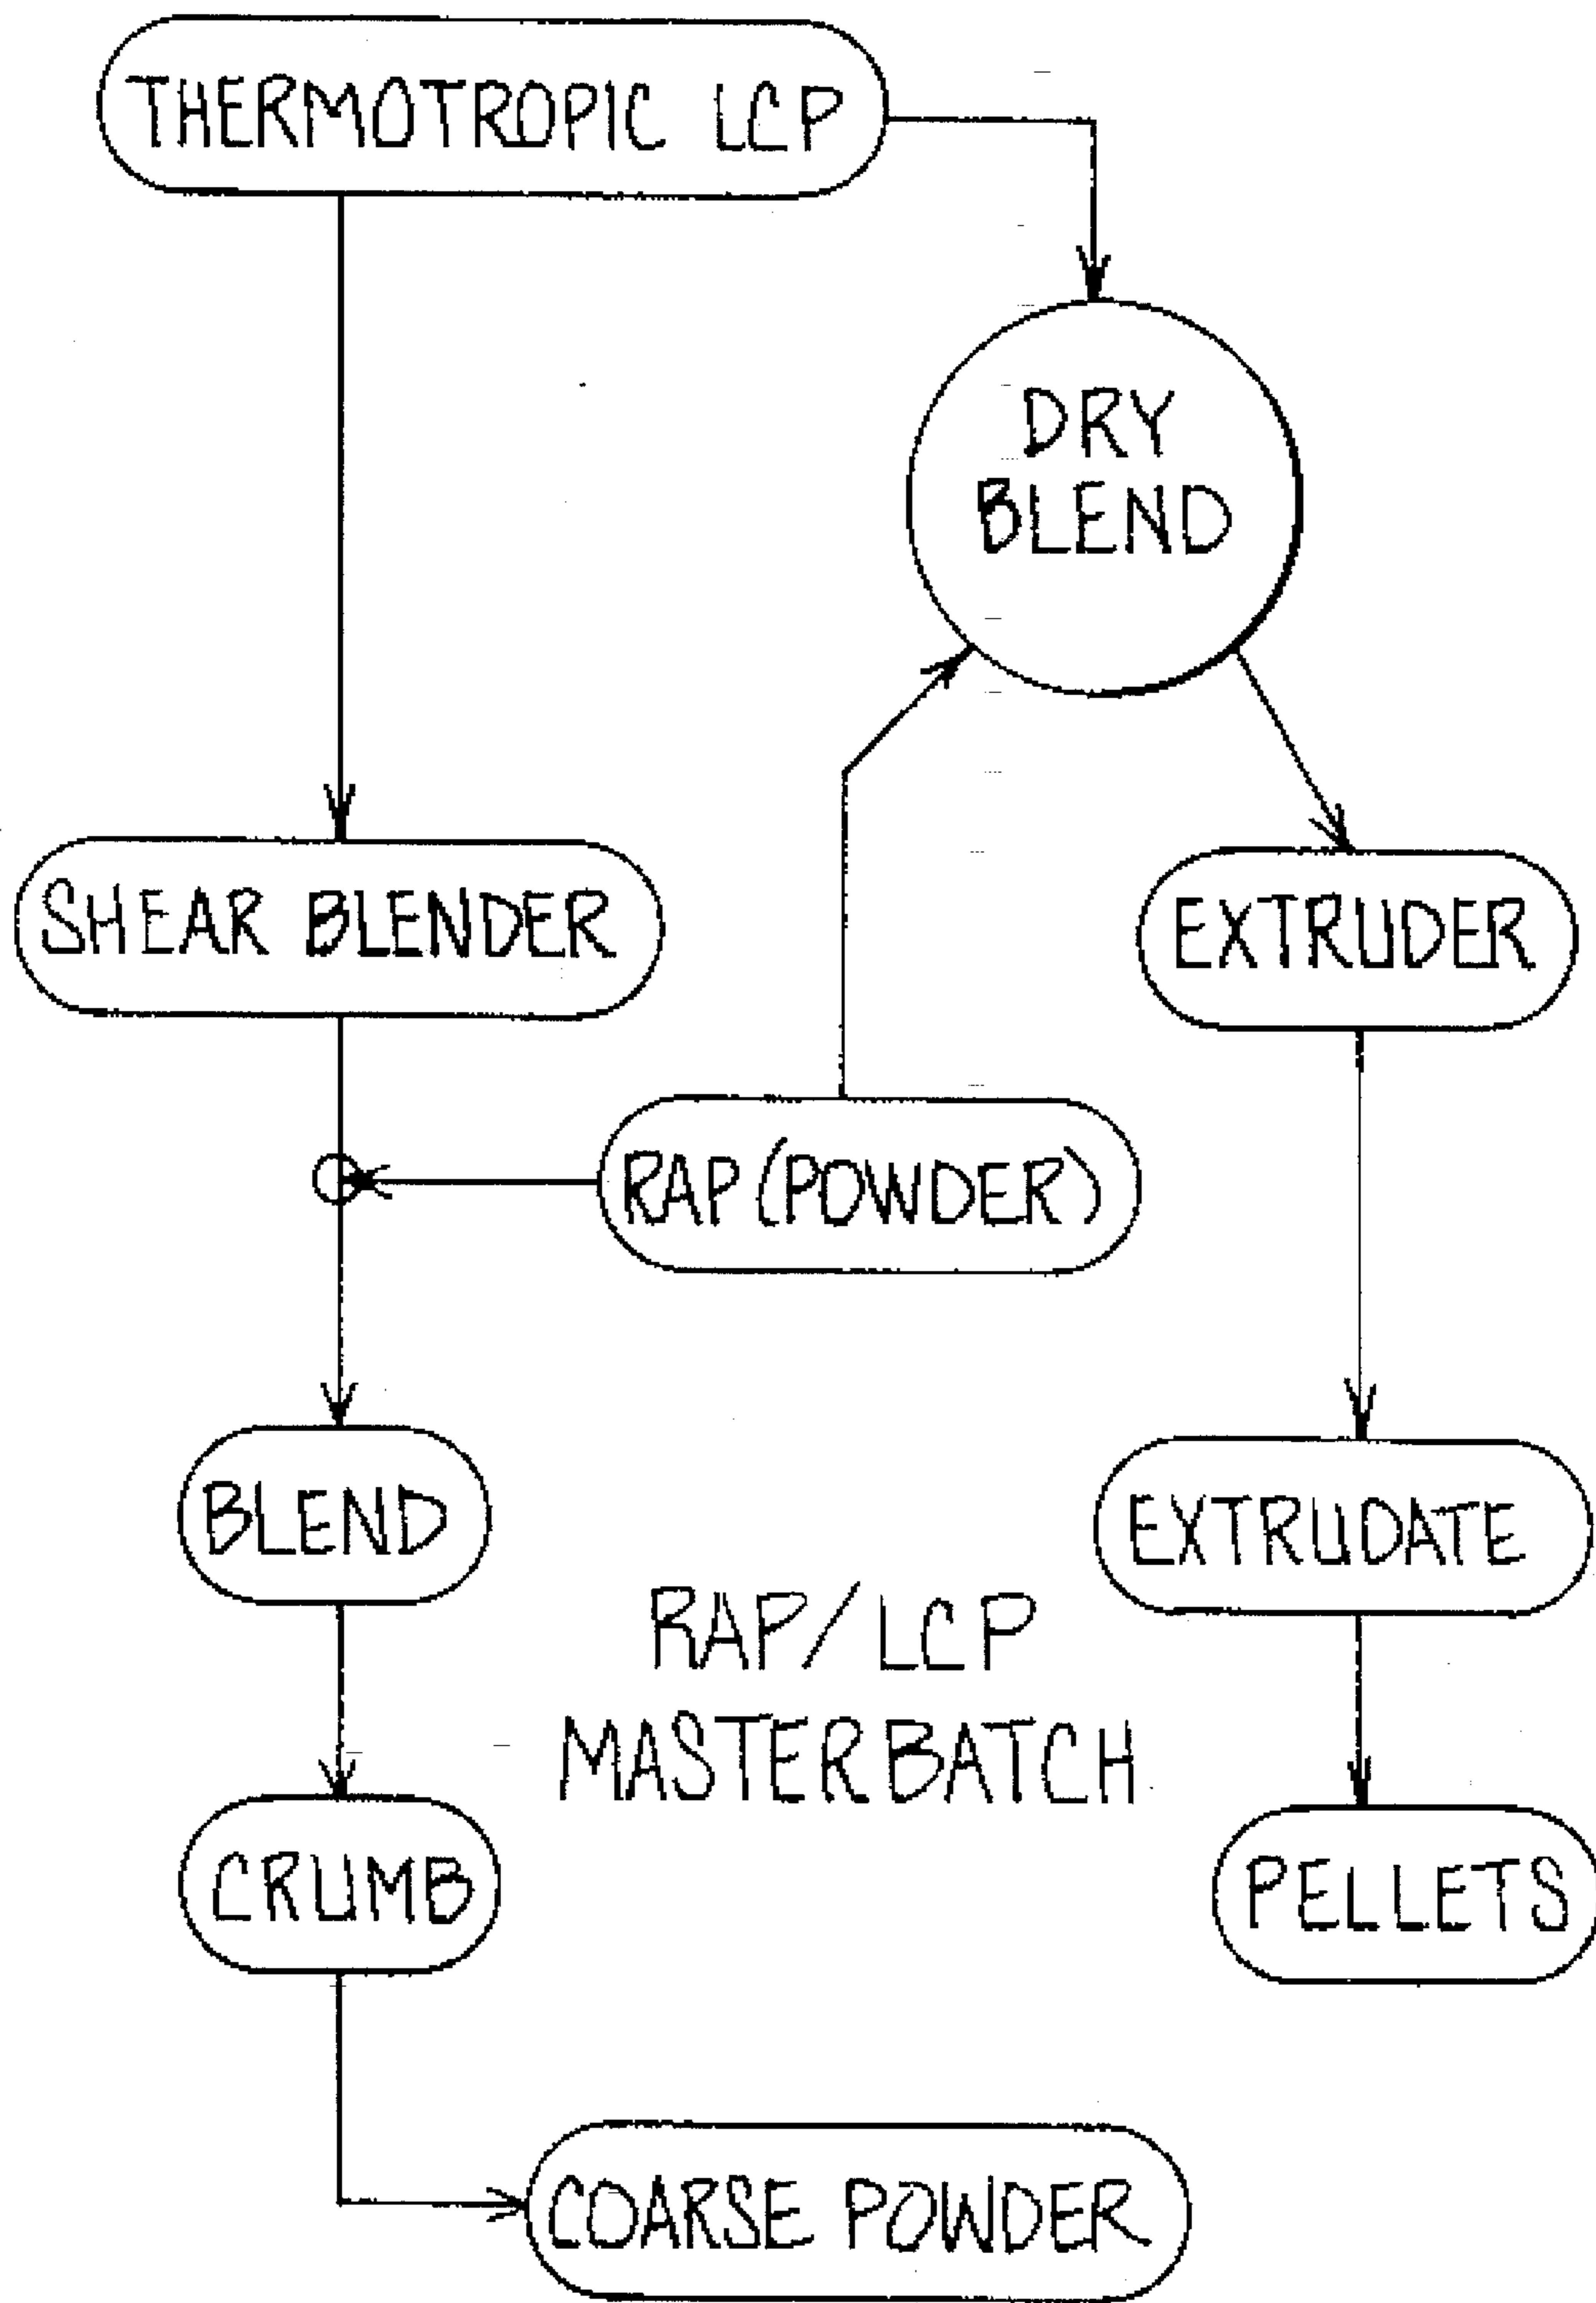 THERMOTROPIC LCP
DRY
BLEND
SHEAR BLENDER
EXTRUDER
RAP (POWDER)
BLEND
EXTRUDATE
RAP/LCP
MASTERBATCH
CRUMB
PELLETS
COARSE POWDER